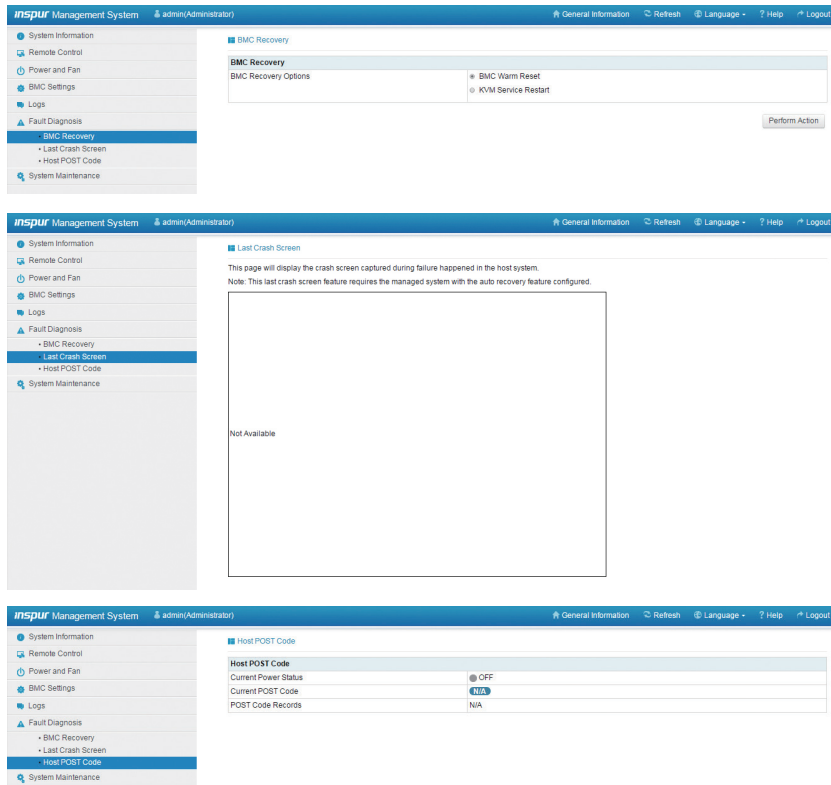 inspur Management System admin(Administrator) General Information Refresh Language Help Logout
System Information
Remote Control
Power and Fan
BMC Settings
Logs
Fault Diagnosis
• BMC Recovery
• Last Crash Screen
• Host POST Code
System Maintenance
BMC Recovery
BMC Recovery
BMC Recovery Options
BMC Warm Reset
KVM Service Restart
Perform Action
inspur Management System admin(Administrator) General Information Refresh Language Help Logout
System Information
Remote Control
Power and Fan
BMC Settings
Logs
Fault Diagnosis
• BMC Recovery
• Last Crash Screen
• Host POST Code
System Maintenance
Last Crash Screen
This page will display the crash screen captured during failure happened in the host system.
Note: This last crash screen feature requires the managed system with the auto recovery feature configured.
Not Available
inspur Management System admin(Administrator) General Information Refresh Language ? Help Logout
System Information
Remote Control
Power and Fan
BMC Settings
Logs
Fault Diagnosis
• BMC Recovery
• Last Crash Screen
• Host POST Code
System Maintenance
Host POST Code
Host POST Code
Current Power Status OFF
Current POST Code N/A
POST Code Records N/A